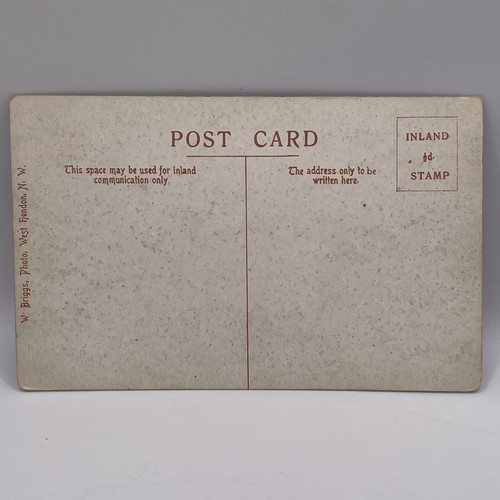 POST CARD
This space may be used for inland
communication only.
The address only to be
written here.
INLAND
½d.
STAMP
W. Briggs, Photo, West Hendon, N. W.